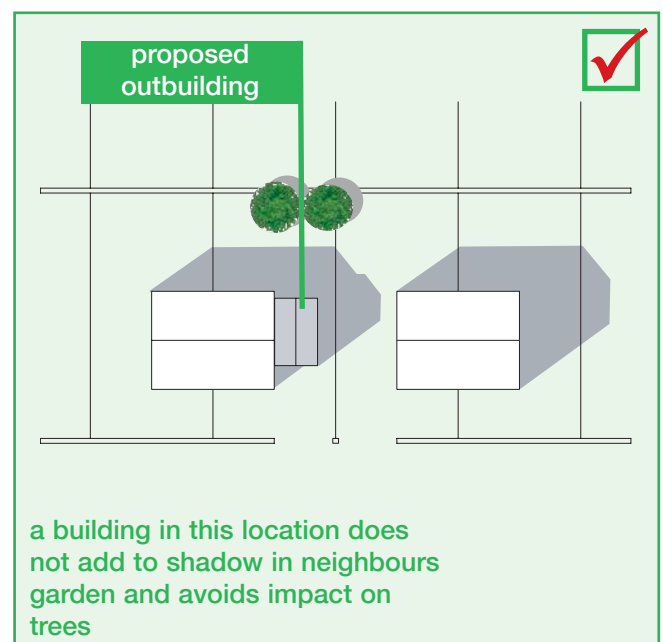 proposed
outbuilding
a building in this location does
not add to shadow in neighbours
garden and avoids impact on
trees